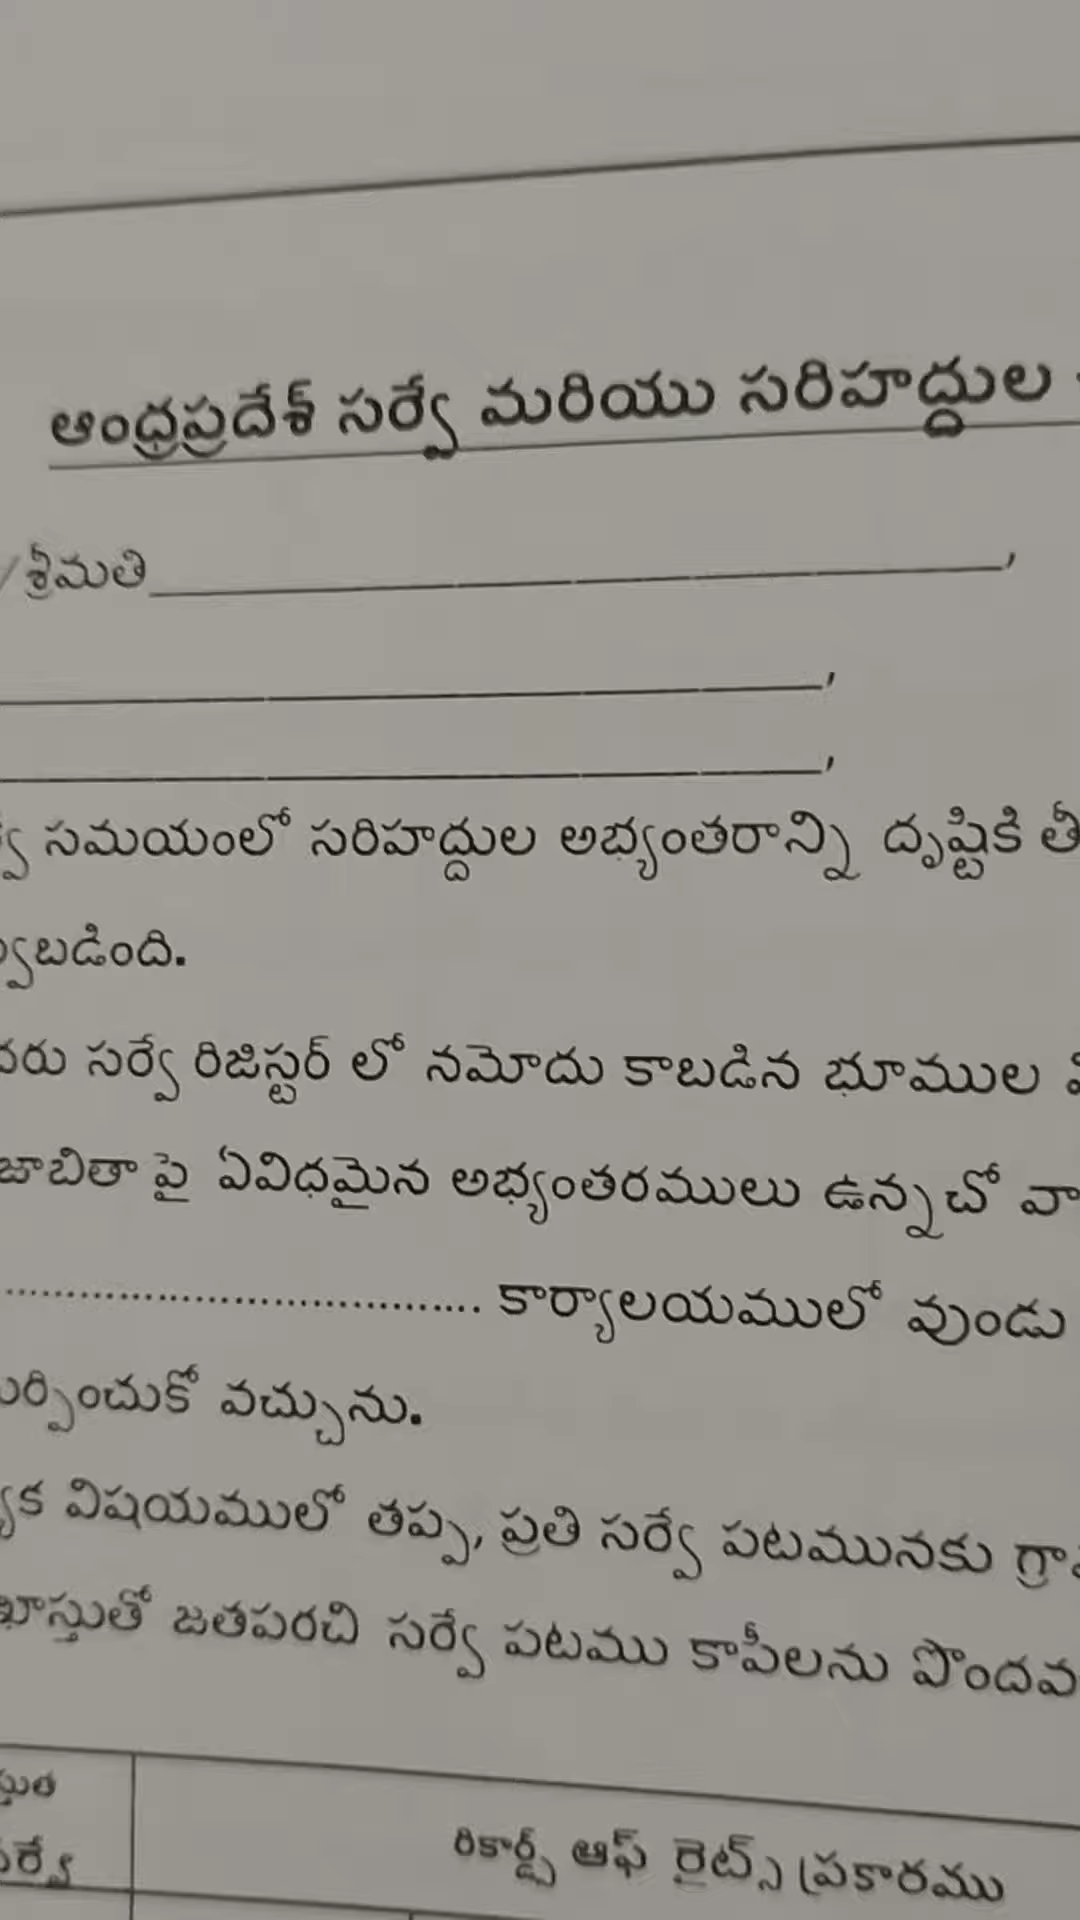 ఆంధ్రప్రదేశ్ సర్వే మరియు సరిహద్దుల
/ శ్రీమతి ,
,
,
సమయంలో సరిహద్దుల అభ్యంతరాన్ని దృష్టికి
బడింది.
సర్వే రిజిస్టర్ లో నమోదు కాబడిన భూముల
జాబితా పై ఏవిధమైన అభ్యంతరములు ఉన్నచో
.......................................... కార్యాలయములో వుండు
వచ్చును.
విషయములో తప్ప, ప్రతి సర్వే పటమునకు
జతపరచి సర్వే పటము కాపీలను
రికార్డ్స్ ఆఫ్ రైట్స్ ప్రకారము